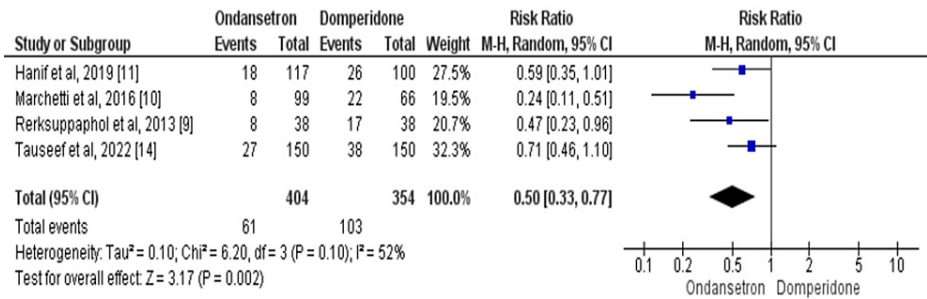 Ondansetron Domperidone Risk Ratio Risk Ratio
Study or Subgroup Events Total Events Total Weight M-H, Random, 95% CI M-H, Random, 95% CI
Hanif et al, 2019 [11] 18 117 26 100 27.5% 0.59 [0.35, 1.01]
Marchetti et al, 2016 [10] 8 99 22 66 19.5% 0.24 [0.11, 0.51]
Rerksuppaphol et al, 2013 [9] 8 38 17 38 20.7% 0.47 [0.23, 0.96]
Tauseef et al, 2022 [14] 27 150 38 150 32.3% 0.71 [0.46, 1.10]
Total (95% CI) 404 354 100.0% 0.50 [0.33, 0.77]
Total events 61 103
Heterogeneity: Tau² = 0.10; Chi² = 6.20, df = 3 (P = 0.10); I² = 52%
Test for overall effect: Z = 3.17 (P = 0.002)
0.1 0.2 0.5 1 2 5 10
Ondansetron Domperidone